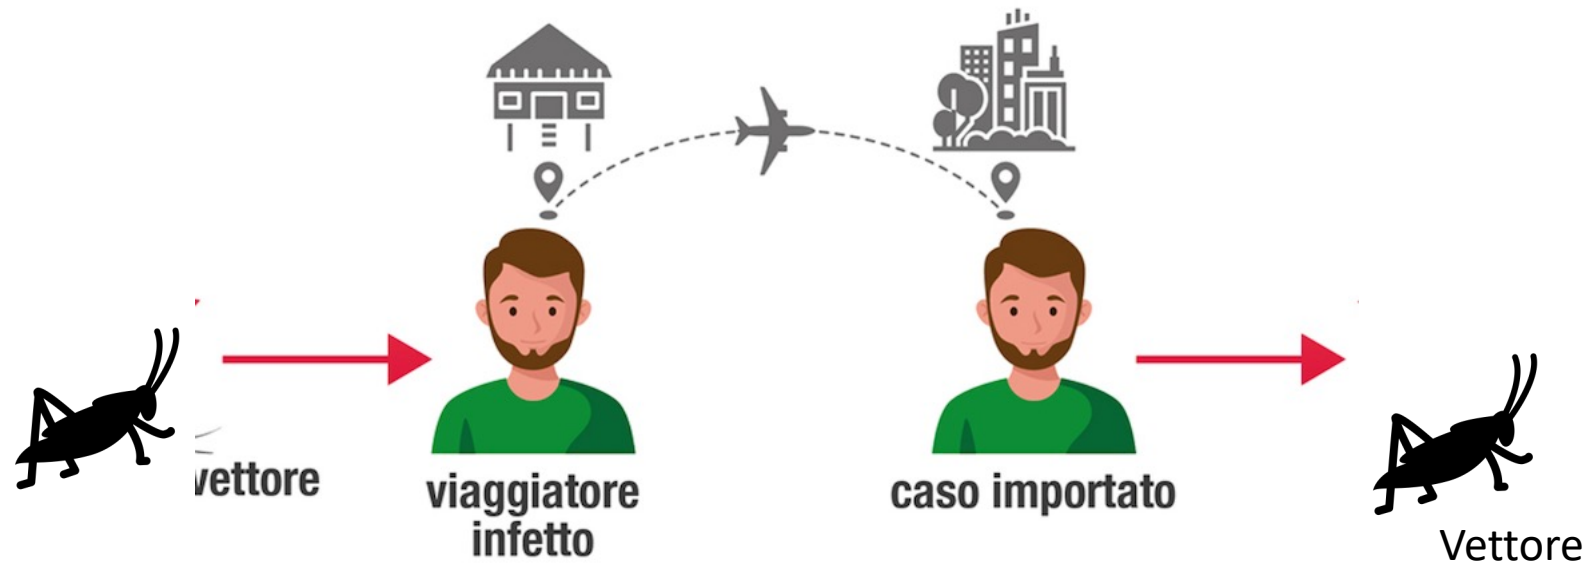 vettore
viaggiatore
infetto
caso importato
Vettore